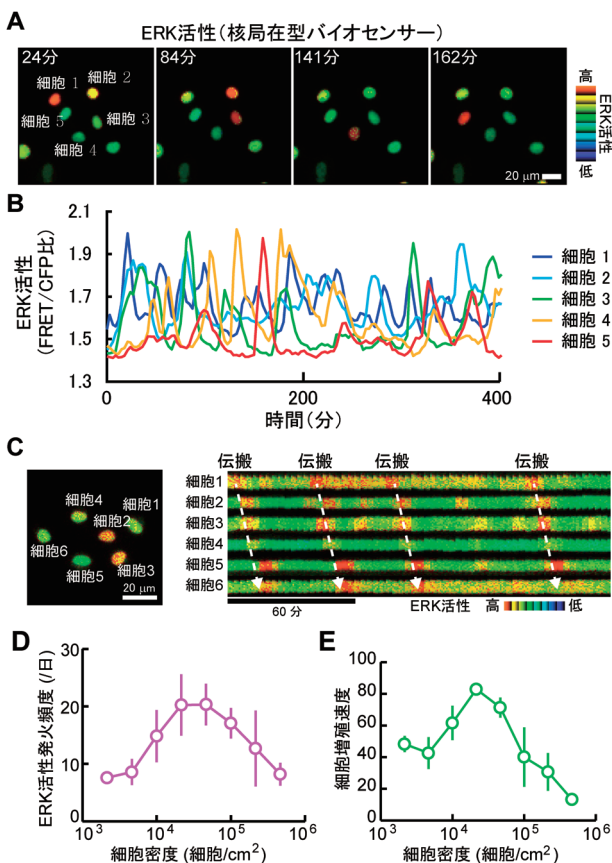 A
ERK活性（核局在型バイオセンサー）
24分
84分
141分
162分
細胞 1
細胞 2
細胞 5
細胞 3
細胞 4
20 μm
高
ERK活性
低
B
ERK活性
(FRET/CFP比)
2.1
1.9
1.7
1.5
1.3
0
200
400
時間（分）
細胞 1
細胞 2
細胞 3
細胞 4
細胞 5
C
細胞4
細胞1
細胞2
細胞6
細胞5
細胞3
20 μm
伝搬
伝搬
伝搬
伝搬
細胞1
細胞2
細胞3
細胞4
細胞5
細胞6
60 分
ERK活性
高
低
D
ERK活性発火頻度（/日）
30
20
10
0
10³
10⁴
10⁵
10⁶
細胞密度 (細胞/cm²)
E
細胞増殖速度
100
80
60
40
20
0
10³
10⁴
10⁵
10⁶
細胞密度 (細胞/cm²)